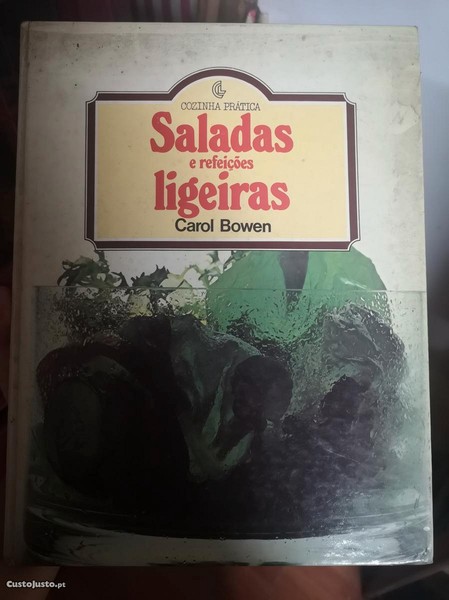 COZINHA PRÁTICA
Saladas
e refeições
ligeiras
Carol Bowen
CustoJusto.pt